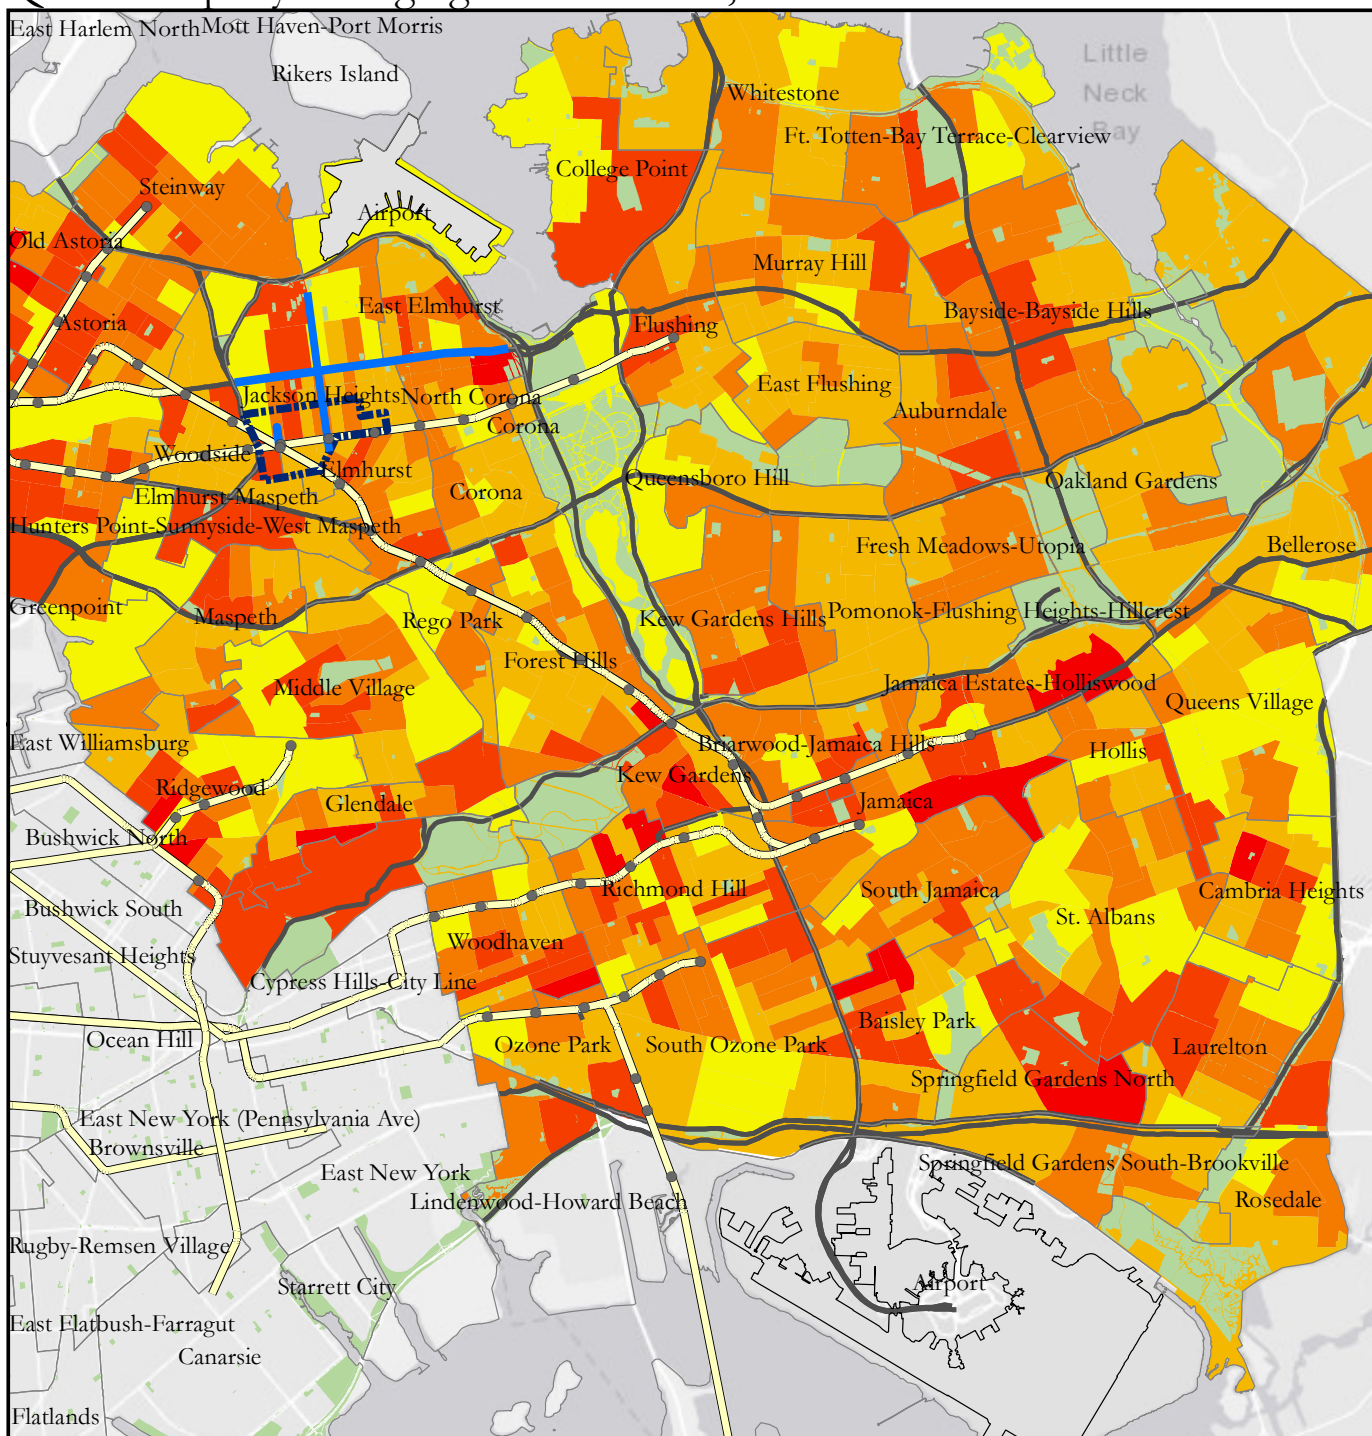 East Harlem North
Mott Haven-Port Morris
Rikers Island
Little
Neck
Bay
Whitestone
Ft. Totten-Bay Terrace-Clearview
College Point
Steinway
Airport
Old Astoria
Murray Hill
East Elmhurst
Bayside-Bayside Hills
Astoria
Flushing
East Flushing
Jackson Heights
North Corona
Auburndale
Corona
Woodside
Elmhurst
Queensboro Hill
Oakland Gardens
Elmhurst-Maspeth
Corona
Hunters Point-Sunnyside-West Maspeth
Fresh Meadows-Utopia
Bellerose
Greenpoint
Maspeth
Rego Park
Kew Gardens Hills
Pomonok-Flushing Heights-Hillcrest
Forest Hills
Middle Village
Jamaica Estates-Holliswood
Queens Village
East Williamsburg
Briarwood-Jamaica Hills
Hollis
Ridgewood
Kew Gardens
Glendale
Jamaica
Bushwick North
Richmond Hill
South Jamaica
Cambria Heights
Bushwick South
St. Albans
Woodhaven
Stuyvesant Heights
Cypress Hills-City Line
Baisley Park
Ocean Hill
Ozone Park
South Ozone Park
Laurelton
Springfield Gardens North
East New York (Pennsylvania Ave)
Brownsville
Springfield Gardens South-Brookville
East New York
Lindenwood-Howard Beach
Rosedale
Rugby-Remsen Village
Starrett City
Airport
East Flatbush-Farragut
Canarsie
Flatlands